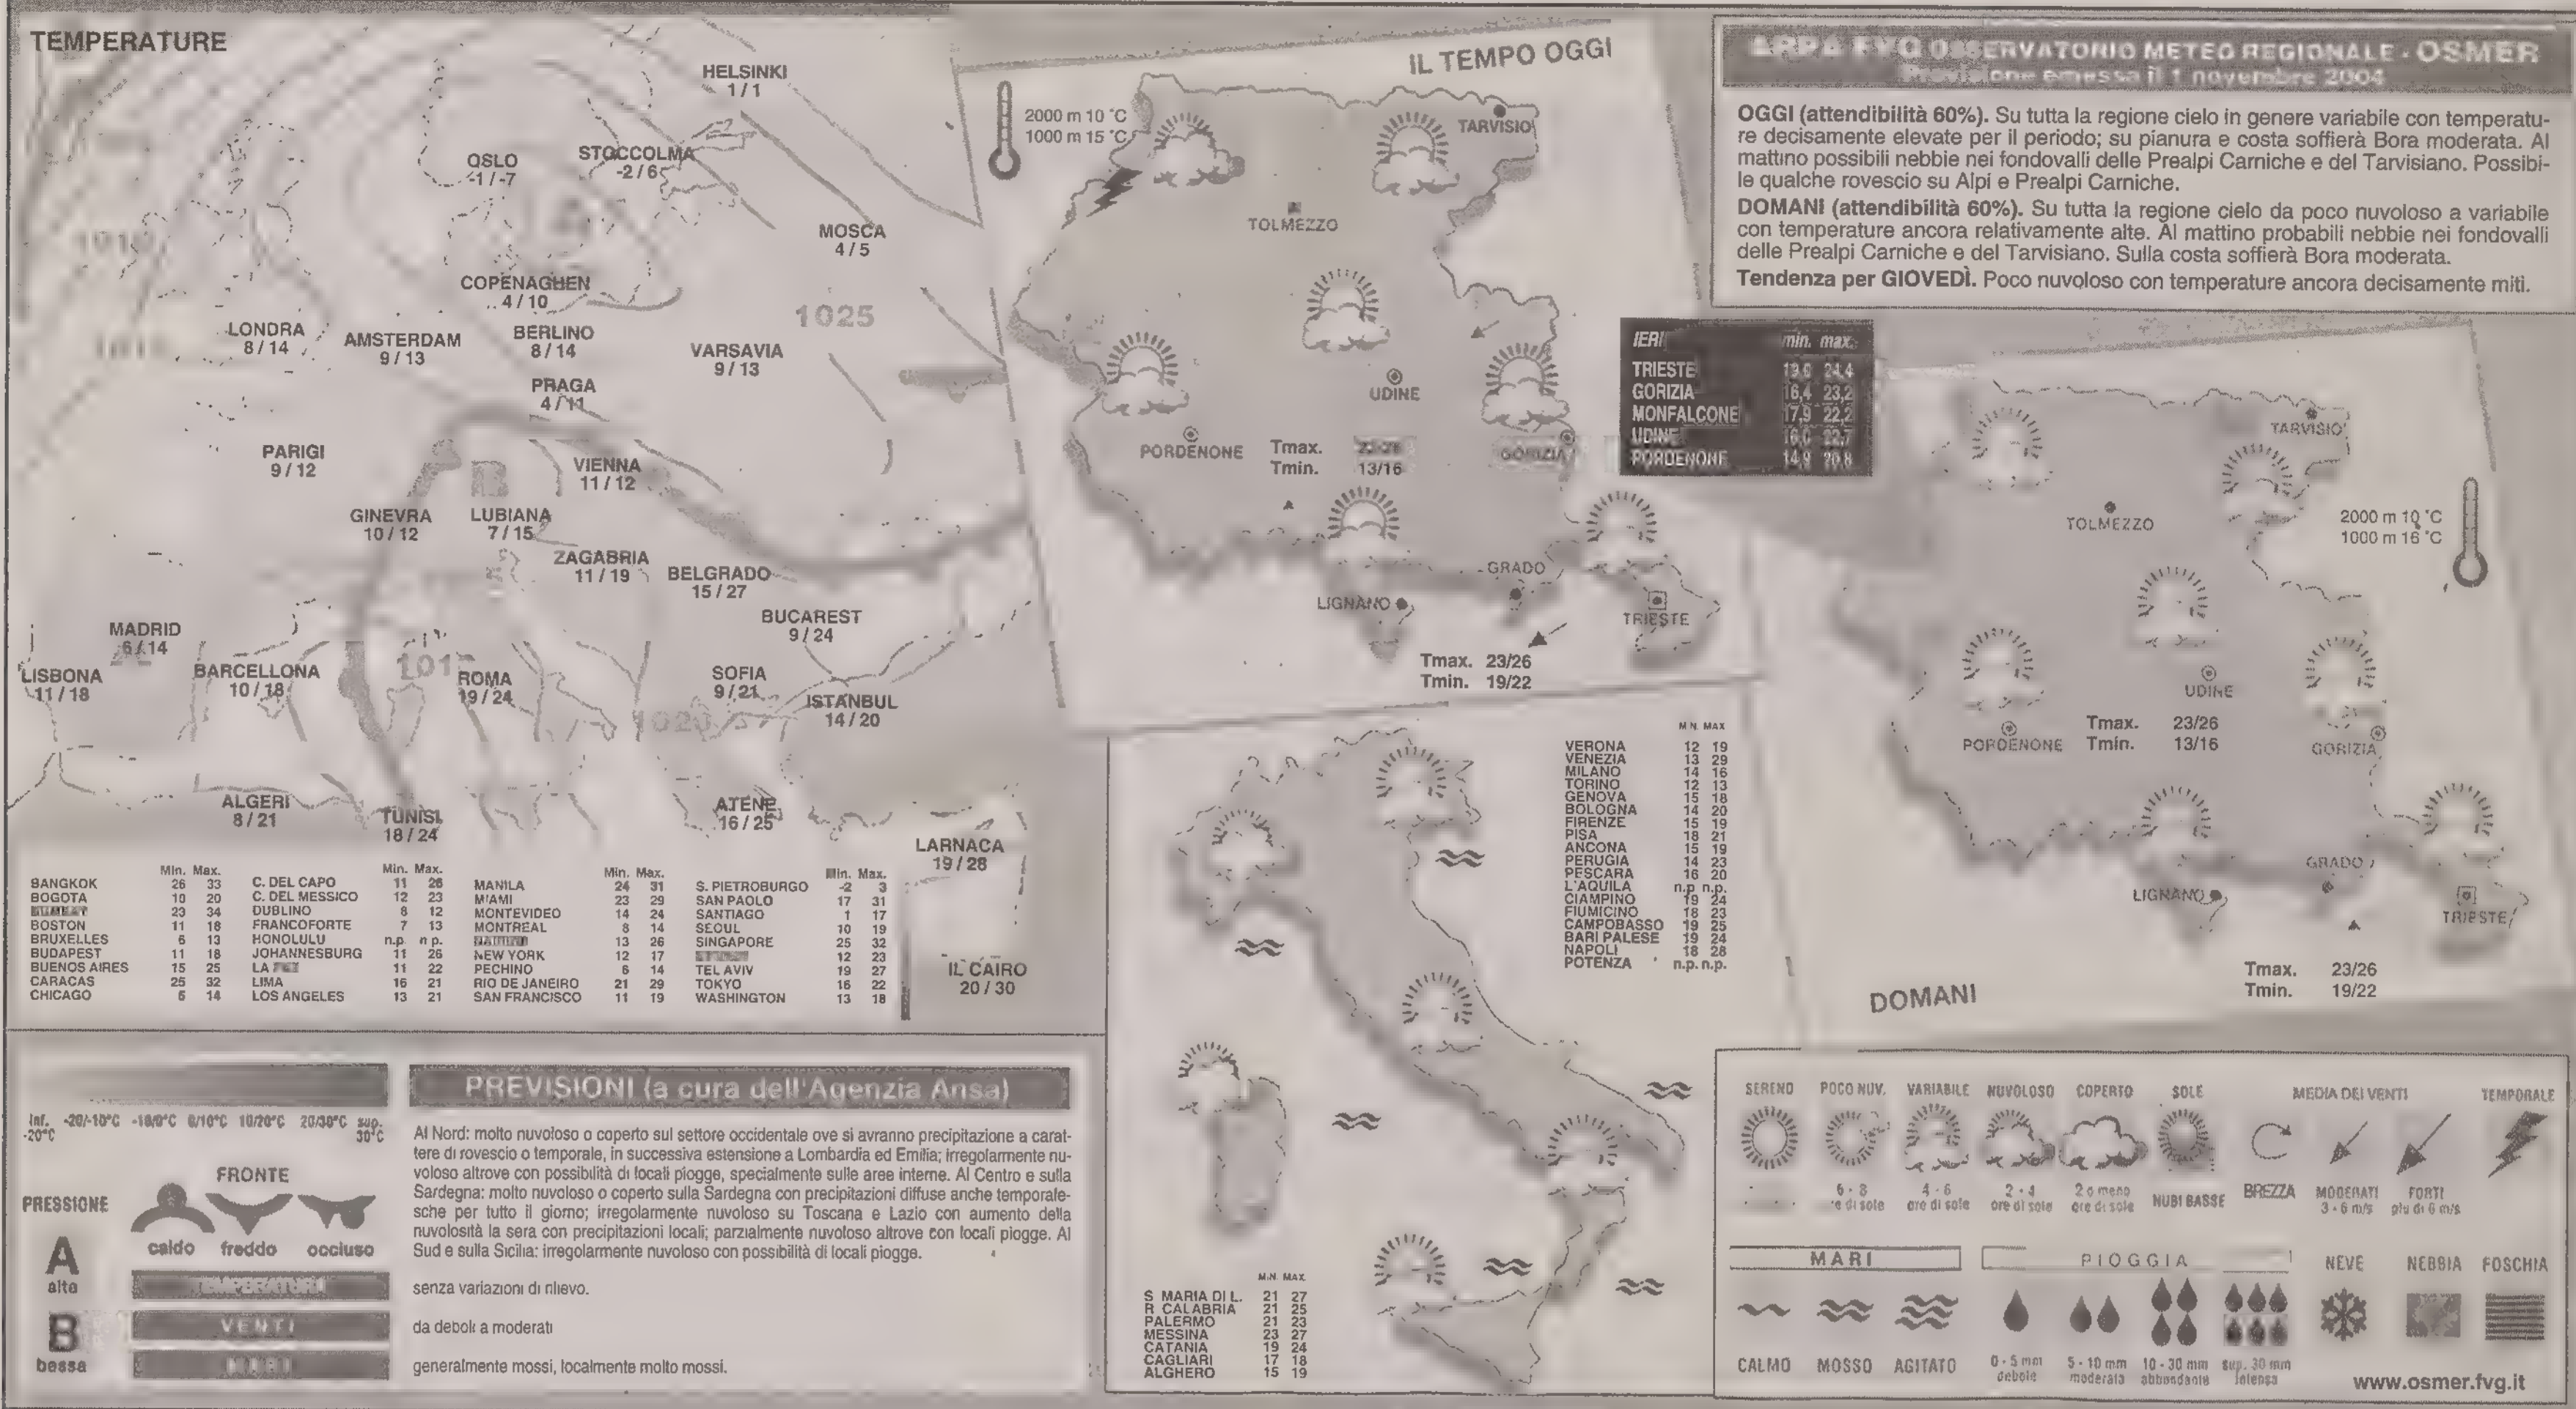 TEMPERATURE
HELSINKI
1 / 1
OSLO
-1 / -7
STOCCOLMA
-2 / 6
MOSCA
4 / 5
COPENAGHEN
4 / 10
1025
LONDRA
8 / 14
AMSTERDAM
9 / 13
BERLINO
8 / 14
VARSAVIA
9 / 13
PRAGA
4 / 11
PARIGI
9 / 12
VIENNA
11 / 12
B
GINEVRA
10 / 12
LUBIANA
7 / 15
ZAGABRIA
11 / 19
BELGRADO
15 / 27
BUCAREST
9 / 24
MADRID
6 / 14
LISBONA
11 / 18
BARCELLONA
10 / 18
ROMA
19 / 24
SOFIA
9 / 21
ISTANBUL
14 / 20
1020
ALGERI
8 / 21
TUNISI
18 / 24
ATENE
16 / 25
LARNACA
19 / 28
IL CAIRO
20 / 30
Min. Max.
BANGKOK 26 33
BOGOTA 10 20
23 34
BOSTON 11 18
BRUXELLES 6 13
BUDAPEST 11 18
BUENOS AIRES 15 25
CARACAS 25 32
CHICAGO 5 14
Min. Max.
C. DEL CAPO 11 26
C. DEL MESSICO 12 23
DUBLINO 8 12
FRANCOFORTE 7 13
HONOLULU n.p. n p.
JOHANNESBURG 11 26
LA 11 22
LIMA 16 21
LOS ANGELES 13 21
Min. Max.
MANILA 24 31
MIAMI 23 29
MONTEVIDEO 14 24
MONTREAL 8 14
13 26
NEW YORK 12 17
PECHINO 6 14
RIO DE JANEIRO 21 29
SAN FRANCISCO 11 19
Min. Max.
S. PIETROBURGO -2 3
SAN PAOLO 17 31
SANTIAGO 1 17
SEOUL 10 19
SINGAPORE 25 32
12 23
TEL AVIV 19 27
TOKYO 16 22
WASHINGTON 13 18
IL TEMPO OGGI
2000 m 10 °C
1000 m 15 °C
TARVISIO
TOLMEZZO
UDINE
PORDENONE
Tmax.
Tmin. 13/16
GORIZIA
GRADO
LIGNANO
TRIESTE
Tmax. 23/26
Tmin. 19/22
ARPA FVG OSSERVATORIO METEO REGIONALE - OSMER
Previsione emessa il 1 novembre 2004
OGGI (attendibilità 60%). Su tutta la regione cielo in genere variabile con temperatu-
re decisamente elevate per il periodo; su pianura e costa soffierà Bora moderata. Al
mattino possibili nebbie nei fondovalli delle Prealpi Carniche e del Tarvisiano. Possibi-
le qualche rovescio su Alpi e Prealpi Carniche.
DOMANI (attendibilità 60%). Su tutta la regione cielo da poco nuvoloso a variabile
con temperature ancora relativamente alte. Al mattino probabili nebbie nei fondovalli
delle Prealpi Carniche e del Tarvisiano. Sulla costa soffierà Bora moderata.
Tendenza per GIOVEDÌ. Poco nuvoloso con temperature ancora decisamente miti.
IERI min. max.
TRIESTE 24,4
GORIZIA 16,4 23,2
MONFALCONE 17,9 22,2
UDINE 16,0 22,7
PORDENONE 14,9 20,8
TARVISIO
TOLMEZZO
2000 m 10 °C
1000 m 16 °C
UDINE
PORDENONE
Tmax. 23/26
Tmin. 13/16
GORIZIA
GRADO
LIGNANO
TRIESTE
Tmax. 23/26
Tmin. 19/22
DOMANI
MIN. MAX
VERONA 12 19
VENEZIA 13 29
MILANO 14 16
TORINO 12 13
GENOVA 15 18
BOLOGNA 14 20
FIRENZE 15 19
PISA 18 21
ANCONA 15 19
PERUGIA 14 23
PESCARA 16 20
L'AQUILA n.p n.p.
CIAMPINO 19 24
FIUMICINO 18 23
CAMPOBASSO 19 25
BARI PALESE 19 24
NAPOLI 18 28
POTENZA n.p. n.p.
MIN. MAX.
S MARIA DI L. 21 27
R CALABRIA 21 25
PALERMO 21 23
MESSINA 23 27
CATANIA 19 24
CAGLIARI 17 18
ALGHERO 15 19
Inf. -20°C -20/-10°C -10/0°C 0/10°C 10/20°C 20/30°C sup. 30°C
FRONTE
PRESSIONE
caldo freddo occluso
A
alta
B
bassa
TEMPERATURA
VENTI
MARI
PREVISIONI (a cura dell'Agenzia Ansa)
Al Nord: molto nuvoloso o coperto sul settore occidentale ove si avranno precipitazione a carat-
tere di rovescio o temporale, in successiva estensione a Lombardia ed Emilia; irregolarmente nu-
voloso altrove con possibilità di locali piogge, specialmente sulle aree interne. Al Centro e sulla
Sardegna: molto nuvoloso o coperto sulla Sardegna con precipitazioni diffuse anche temporale-
sche per tutto il giorno; irregolarmente nuvoloso su Toscana e Lazio con aumento della
nuvolosità la sera con precipitazioni locali; parzialmente nuvoloso altrove con locali piogge. Al
Sud e sulla Sicilia: irregolarmente nuvoloso con possibilità di locali piogge.
senza variazioni di rilievo.
da deboli a moderati
generalmente mossi, localmente molto mossi.
SERENO POCO NUV. VARIABILE NUVOLOSO COPERTO SOLE MEDIA DEI VENTI TEMPORALE
6 - 8 ore di sole
4 - 6 ore di sole
2 - 4 ore di sole
2 o meno ore di sole
NUBI BASSE
BREZZA
MODERATI 3 - 6 m/s
FORTI più di 6 m/s
MARI PIOGGIA NEVE NEBBIA FOSCHIA
CALMO MOSSO AGITATO
0 - 5 mm debole
5 - 10 mm moderata
10 - 30 mm abbondante
sup. 30 mm intensa
www.osmer.fvg.it